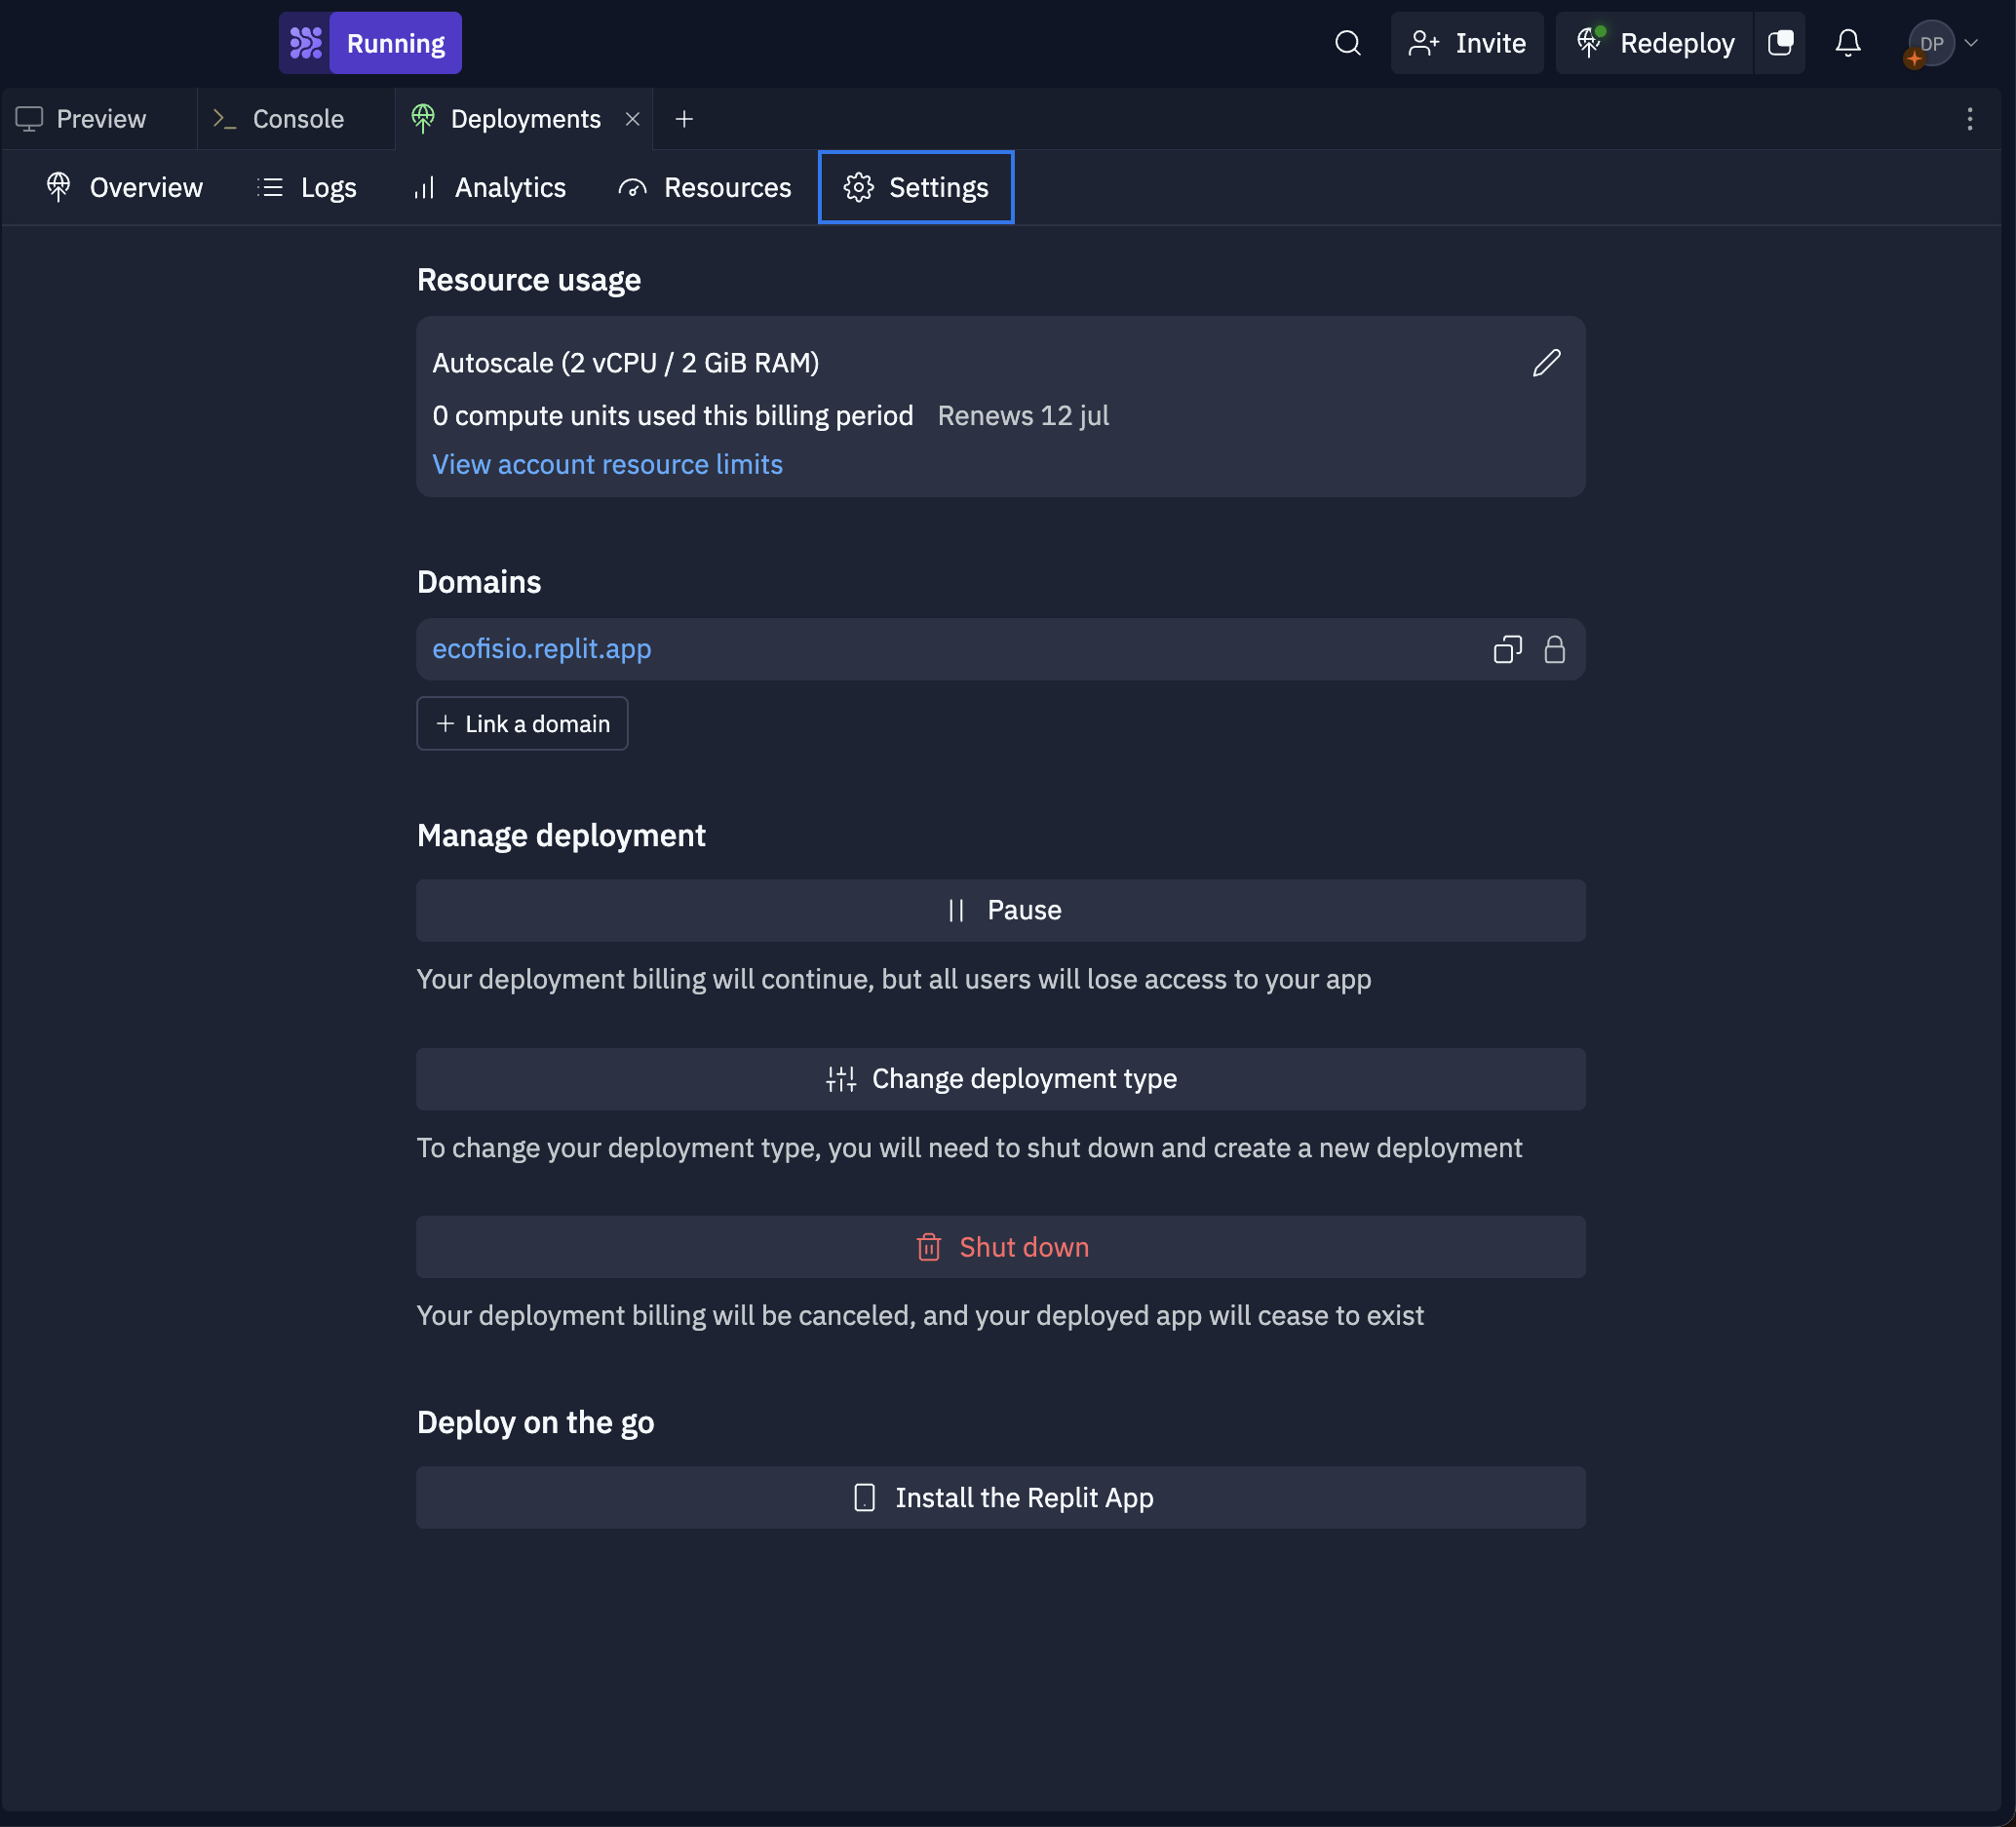 Running
Invite
Redeploy
DP
Preview
Console
Deployments
Overview
Logs
Analytics
Resources
Settings
Resource usage
Autoscale (2 vCPU / 2 GiB RAM)
0 compute units used this billing period Renews 12 jul
View account resource limits
Domains
ecofisio.replit.app
Link a domain
Manage deployment
Pause
Your deployment billing will continue, but all users will lose access to your app
Change deployment type
To change your deployment type, you will need to shut down and create a new deployment
Shut down
Your deployment billing will be canceled, and your deployed app will cease to exist
Deploy on the go
Install the Replit App